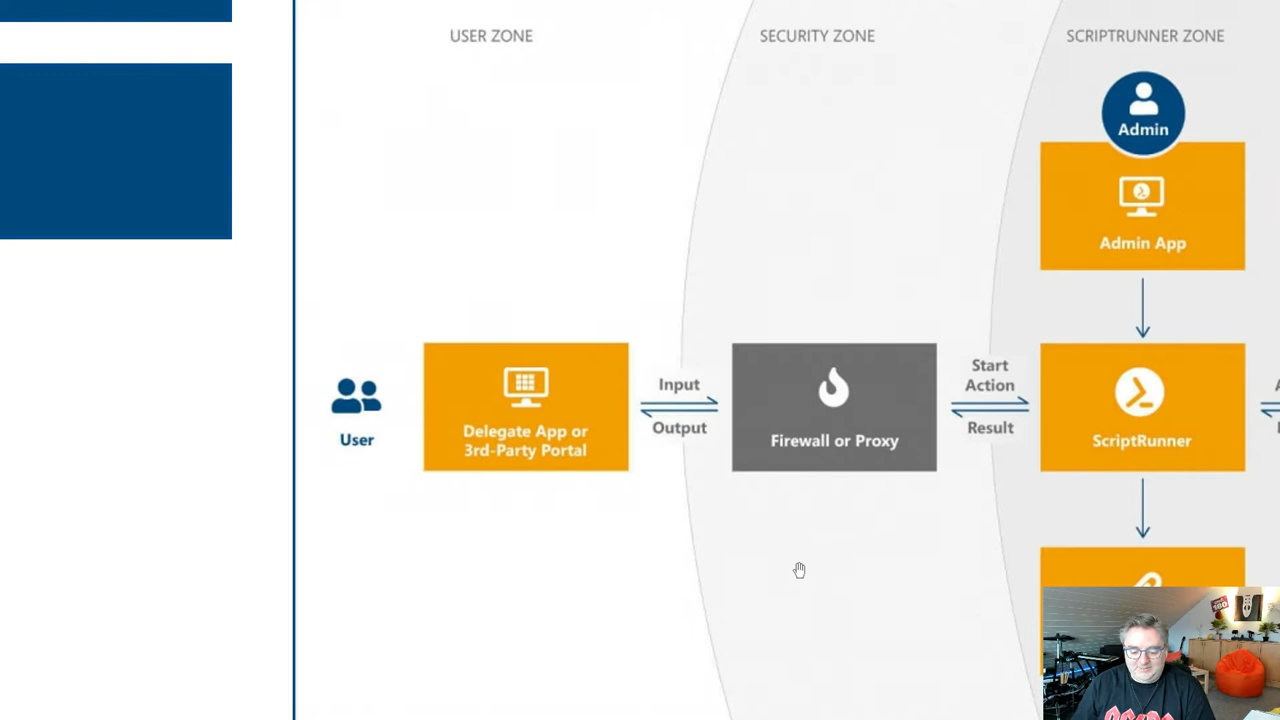 USER ZONE
SECURITY ZONE
SCRIPTRUNNER ZONE
Admin
Admin App
User
Delegate App or
3rd-Party Portal
Input
Output
Firewall or Proxy
Start
Action
Result
ScriptRunner